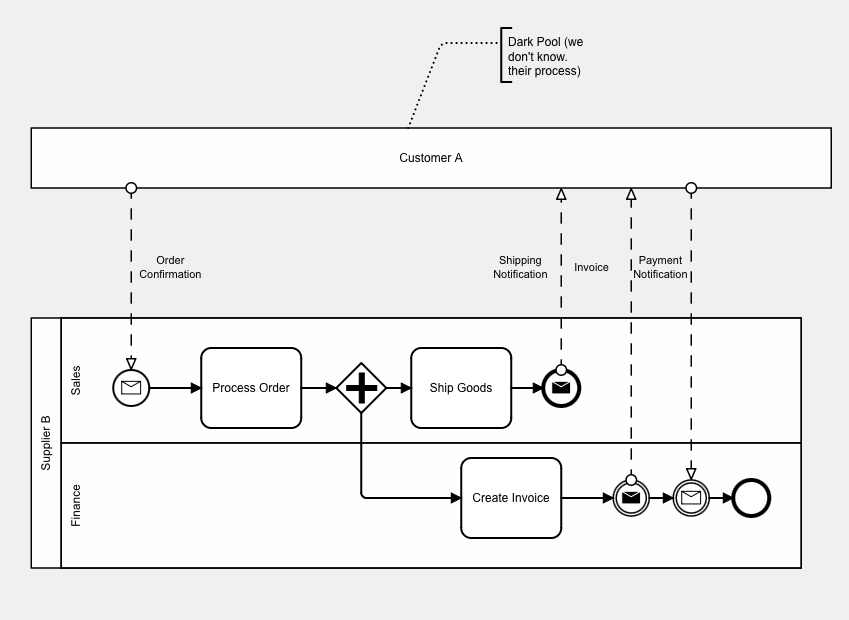 Dark Pool (we
don't know.
their process)
Customer A
Order
Confirmation
Shipping
Notification
Invoice
Payment
Notification
Supplier B
Sales
Process Order
Ship Goods
Finance
Create Invoice